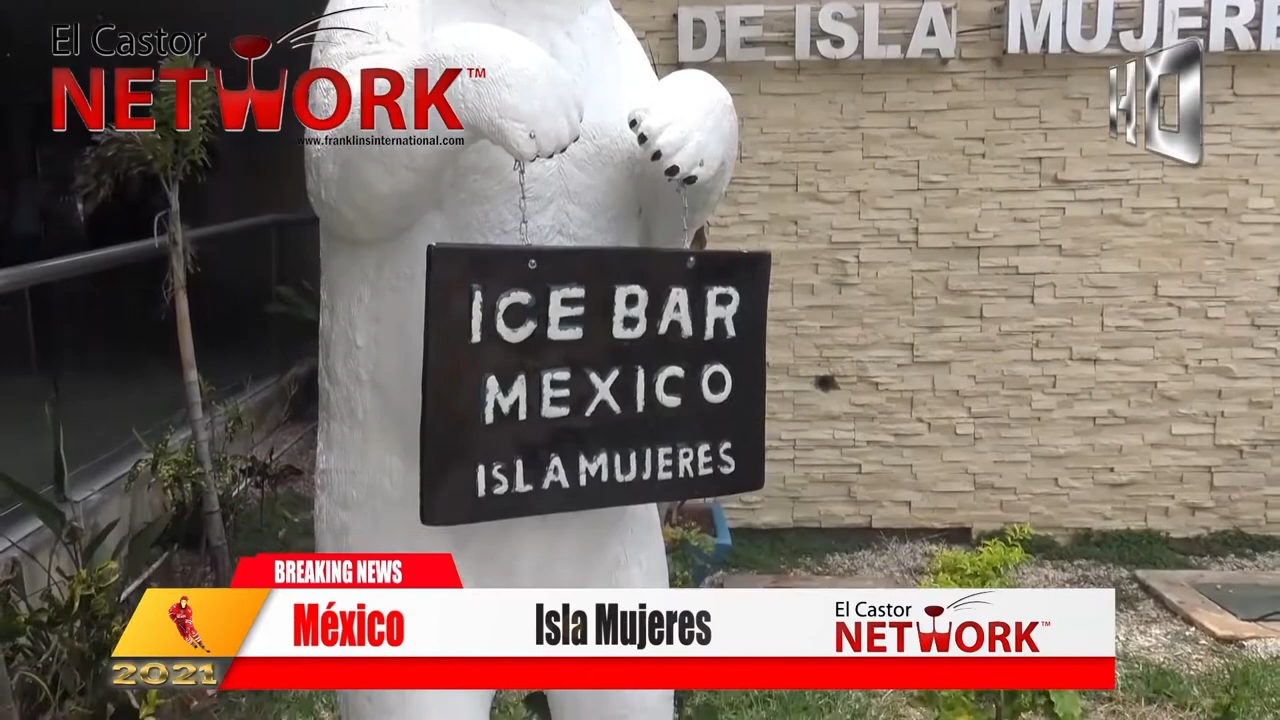 El Castor
NETWORK™
www.franklinsinternational.com
DE ISLA MUJERE
HD
ICE BAR
MEXICO
ISLA MUJERES
BREAKING NEWS
México
Isla Mujeres
El Castor
NETWORK™
2021